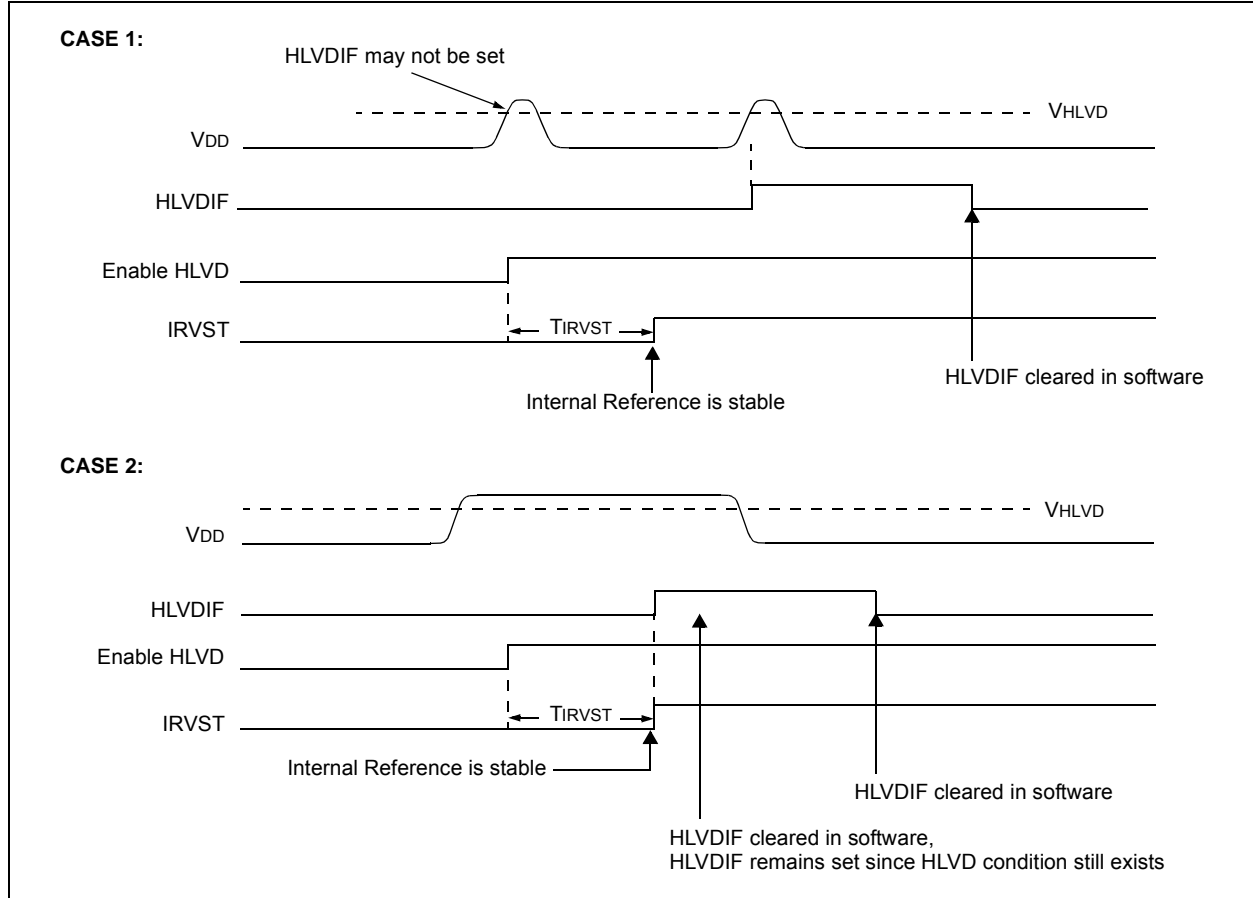 CASE 1:
HLVDIF may not be set
VHLVD
VDD
HLVDIF
Enable HLVD
IRVST
TIRVST
HLVDIF cleared in software
Internal Reference is stable
CASE 2:
VHLVD
VDD
HLVDIF
Enable HLVD
IRVST
TIRVST
Internal Reference is stable
HLVDIF cleared in software
HLVDIF cleared in software,
HLVDIF remains set since HLVD condition still exists